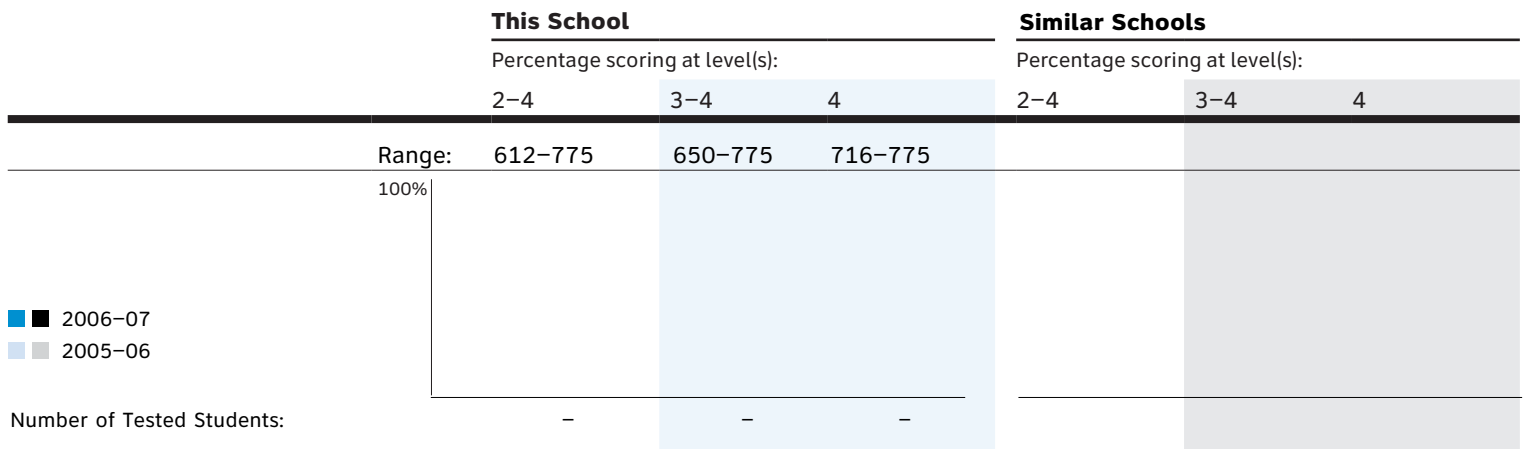 This School Similar Schools
Percentage scoring at level(s): Percentage scoring at level(s):
2–4 3–4 4 2–4 3–4 4
Range: 612–775 650–775 716–775
100%
2006–07
2005–06
Number of Tested Students: – – –